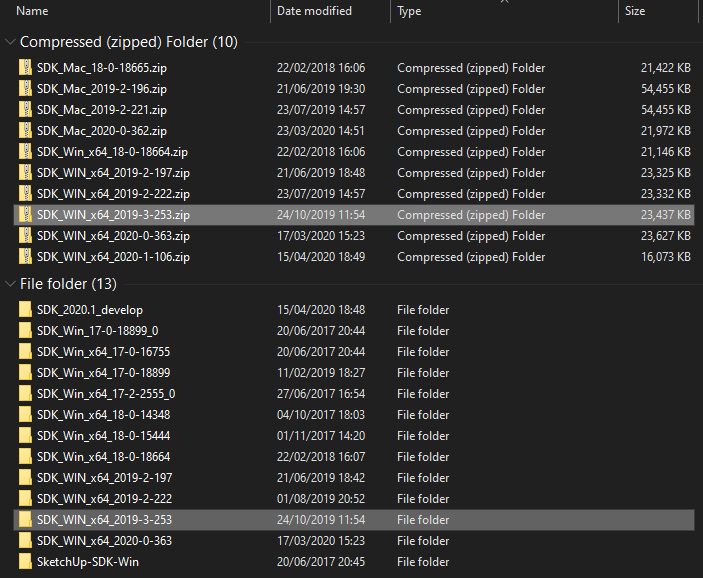 Name Date modified Type Size
Compressed (zipped) Folder (10)
SDK_Mac_18-0-18665.zip 22/02/2018 16:06 Compressed (zipped) Folder 21,422 KB
SDK_Mac_2019-2-196.zip 21/06/2019 19:30 Compressed (zipped) Folder 54,455 KB
SDK_Mac_2019-2-221.zip 23/07/2019 14:57 Compressed (zipped) Folder 54,455 KB
SDK_Mac_2020-0-362.zip 23/03/2020 14:51 Compressed (zipped) Folder 21,972 KB
SDK_Win_x64_18-0-18664.zip 22/02/2018 16:06 Compressed (zipped) Folder 21,146 KB
SDK_WIN_x64_2019-2-197.zip 21/06/2019 18:48 Compressed (zipped) Folder 23,325 KB
SDK_WIN_x64_2019-2-222.zip 23/07/2019 14:57 Compressed (zipped) Folder 23,332 KB
SDK_WIN_x64_2019-3-253.zip 24/10/2019 11:54 Compressed (zipped) Folder 23,437 KB
SDK_WIN_x64_2020-0-363.zip 17/03/2020 15:23 Compressed (zipped) Folder 23,627 KB
SDK_WIN_x64_2020-1-106.zip 15/04/2020 18:49 Compressed (zipped) Folder 16,073 KB
File folder (13)
SDK_2020.1_develop 15/04/2020 18:48 File folder
SDK_Win_17-0-18899_0 20/06/2017 20:44 File folder
SDK_Win_x64_17-0-16755 20/06/2017 20:44 File folder
SDK_Win_x64_17-0-18899 11/02/2019 18:27 File folder
SDK_Win_x64_17-2-2555_0 27/06/2017 16:54 File folder
SDK_Win_x64_18-0-14348 04/10/2017 18:03 File folder
SDK_Win_x64_18-0-15444 01/11/2017 14:20 File folder
SDK_Win_x64_18-0-18664 22/02/2018 16:07 File folder
SDK_WIN_x64_2019-2-197 21/06/2019 18:42 File folder
SDK_WIN_x64_2019-2-222 01/08/2019 20:52 File folder
SDK_WIN_x64_2019-3-253 24/10/2019 11:54 File folder
SDK_WIN_x64_2020-0-363 17/03/2020 15:23 File folder
SketchUp-SDK-Win 20/06/2017 20:45 File folder